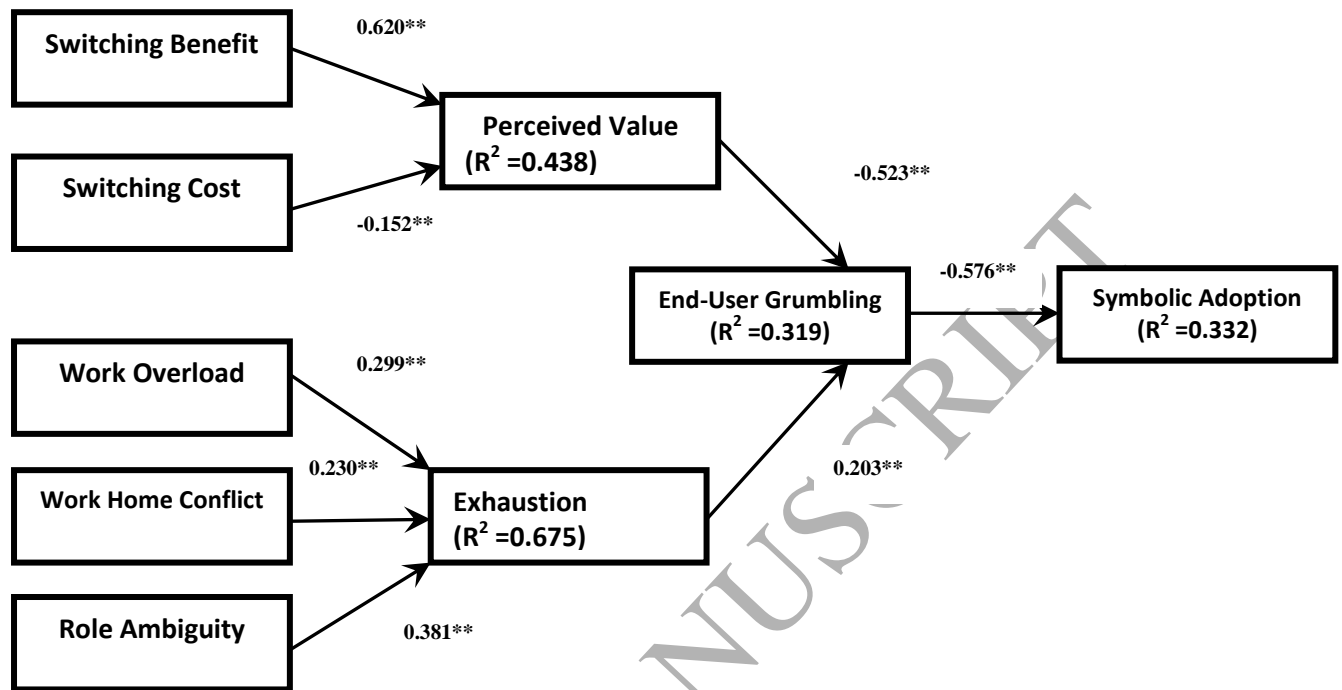 Switching Benefit
0.620**
Perceived Value
(R² =0.438)
Switching Cost
-0.152**
-0.523**
End-User Grumbling
(R² =0.319)
-0.576**
Symbolic Adoption
(R² =0.332)
Work Overload
0.299**
Work Home Conflict
0.230**
Exhaustion
(R² =0.675)
0.203**
Role Ambiguity
0.381**
NUSCRIPT